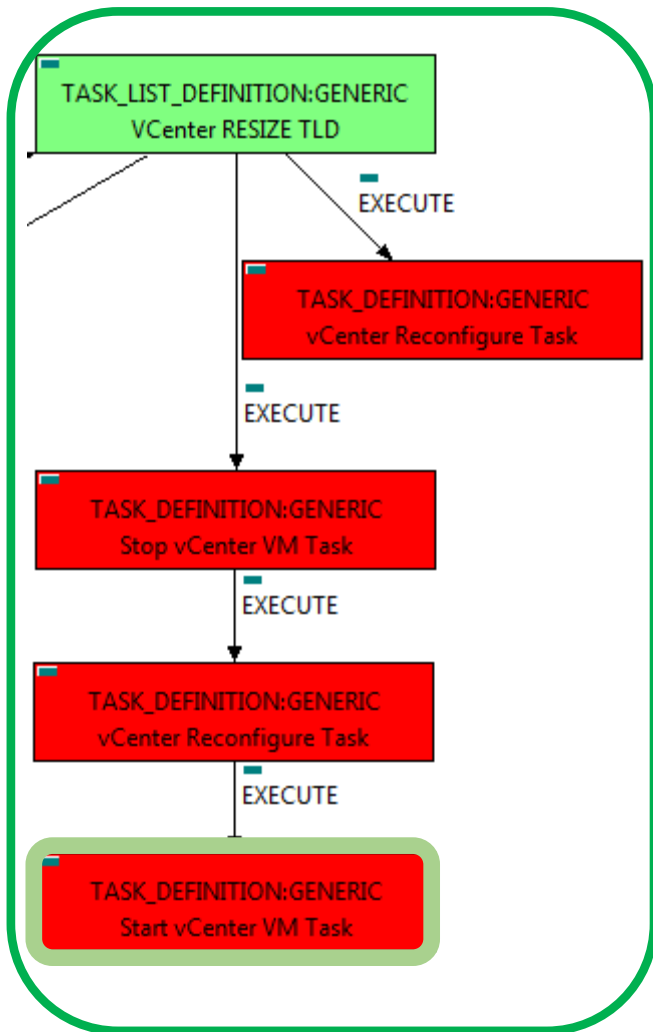 TASK_LIST_DEFINITION:GENERIC
VCenter RESIZE TLD
EXECUTE
TASK_DEFINITION:GENERIC
vCenter Reconfigure Task
EXECUTE
TASK_DEFINITION:GENERIC
Stop vCenter VM Task
EXECUTE
TASK_DEFINITION:GENERIC
vCenter Reconfigure Task
EXECUTE
TASK_DEFINITION:GENERIC
Start vCenter VM Task